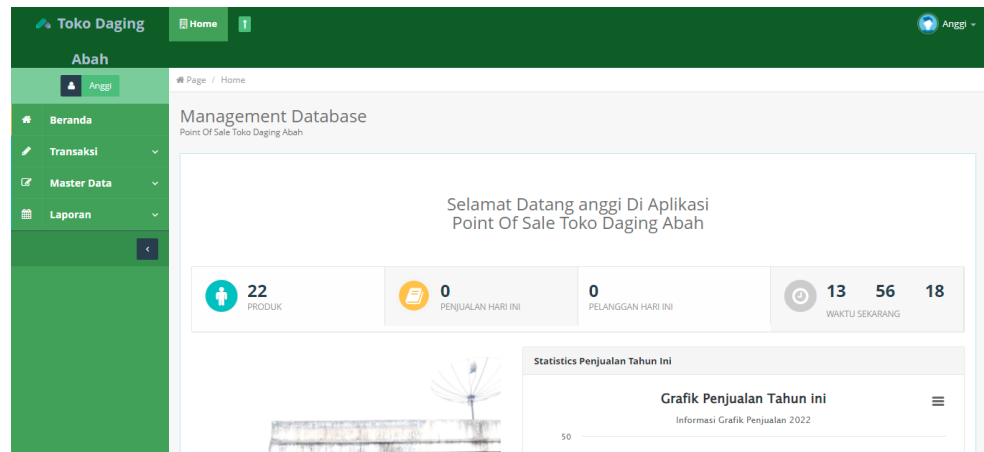 Toko Daging
Abah
Home
Anggi
Anggi
Page / Home
Beranda
Transaksi
Master Data
Laporan
Management Database
Point Of Sale Toko Daging Abah
Selamat Datang anggi Di Aplikasi
Point Of Sale Toko Daging Abah
22
PRODUK
0
PENJUALAN HARI INI
0
PELANGGAN HARI INI
13 56 18
WAKTU SEKARANG
Statistics Penjualan Tahun Ini
Grafik Penjualan Tahun ini
Informasi Grafik Penjualan 2022
50